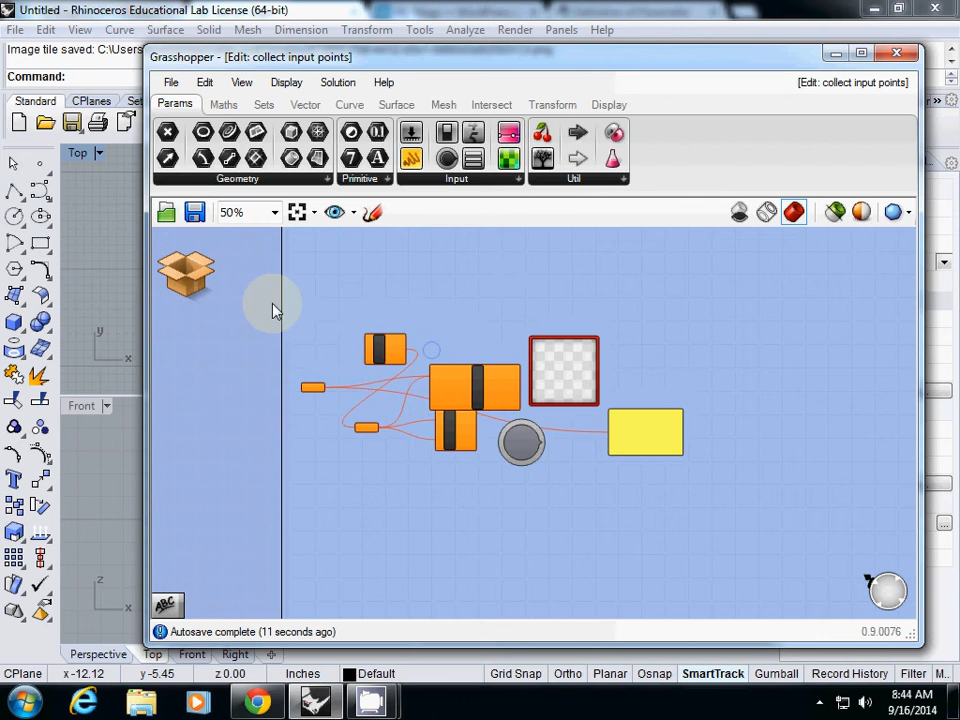 Untitled - Rhinoceros Educational Lab License (64-bit)
File Edit View Curve Surface Solid Mesh Dimension Transform Tools Analyze Render Panels Help
Image file saved: C:\Users
Command:
Standard CPlanes Set
Grasshopper - [Edit: collect input points]
File Edit View Display Solution Help [Edit: collect input points]
Params Maths Sets Vector Curve Surface Mesh Intersect Transform Display
Geometry Primitive Input Util
50%
Top
y
x
Front
z
x
ABC
Autosave complete (11 seconds ago) 0.9.0076
Perspective Top Front Right
CPlane x -12.12 y -5.45 z 0.00 Inches Default Grid Snap Ortho Planar Osnap SmartTrack Gumball Record History Filter M...
8:44 AM
9/16/2014